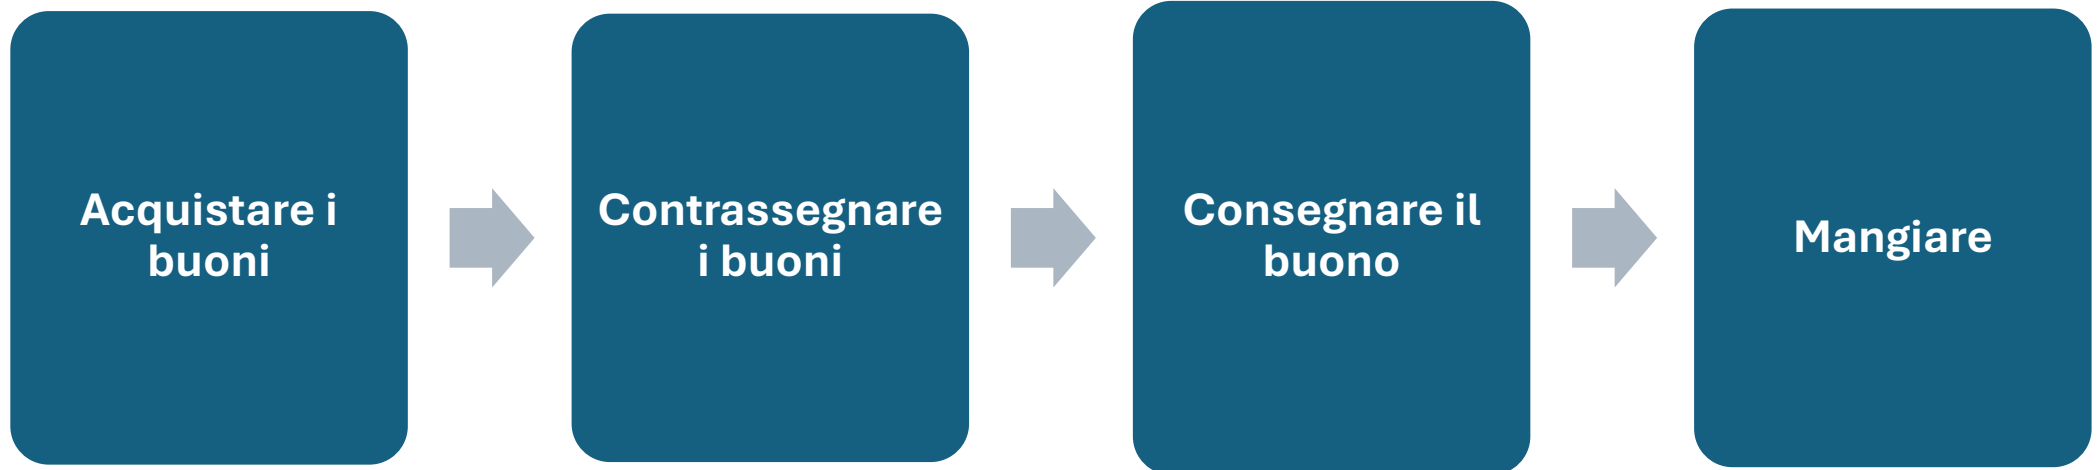 Acquistare i
buoni
Contrassegnare
i buoni
Consegnare il
buono
Mangiare